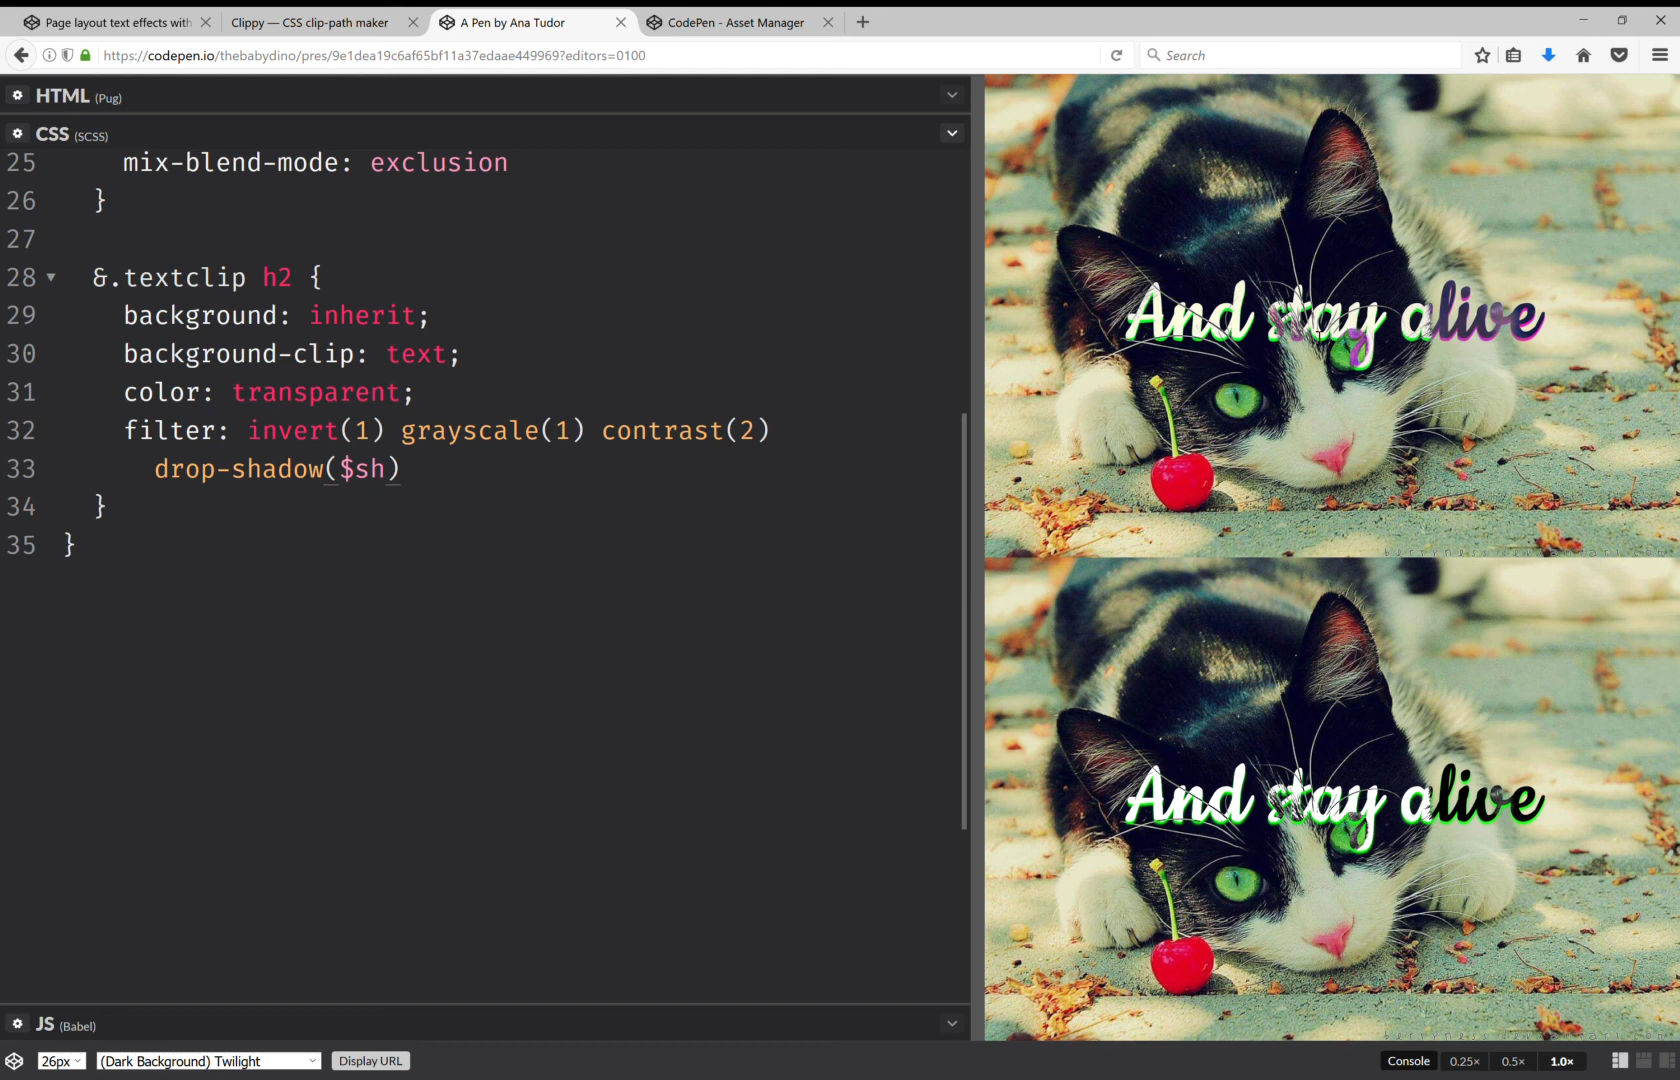 Page layout text effects with
Clippy — CSS clip-path maker
A Pen by Ana Tudor
CodePen - Asset Manager
https://codepen.io/thebabydino/pres/9e1dea19c6af65bf11a37edaae449969?editors=0100
Search
HTML (Pug)
CSS (SCSS)
25 mix-blend-mode: exclusion
26 }
27
28 &.textclip h2 {
29 background: inherit;
30 background-clip: text;
31 color: transparent;
32 filter: invert(1) grayscale(1) contrast(2)
33 drop-shadow($sh)
34 }
35 }
And stay alive
And stay alive
JS (Babel)
26px
(Dark Background) Twilight
Display URL
Console 0.25× 0.5× 1.0×